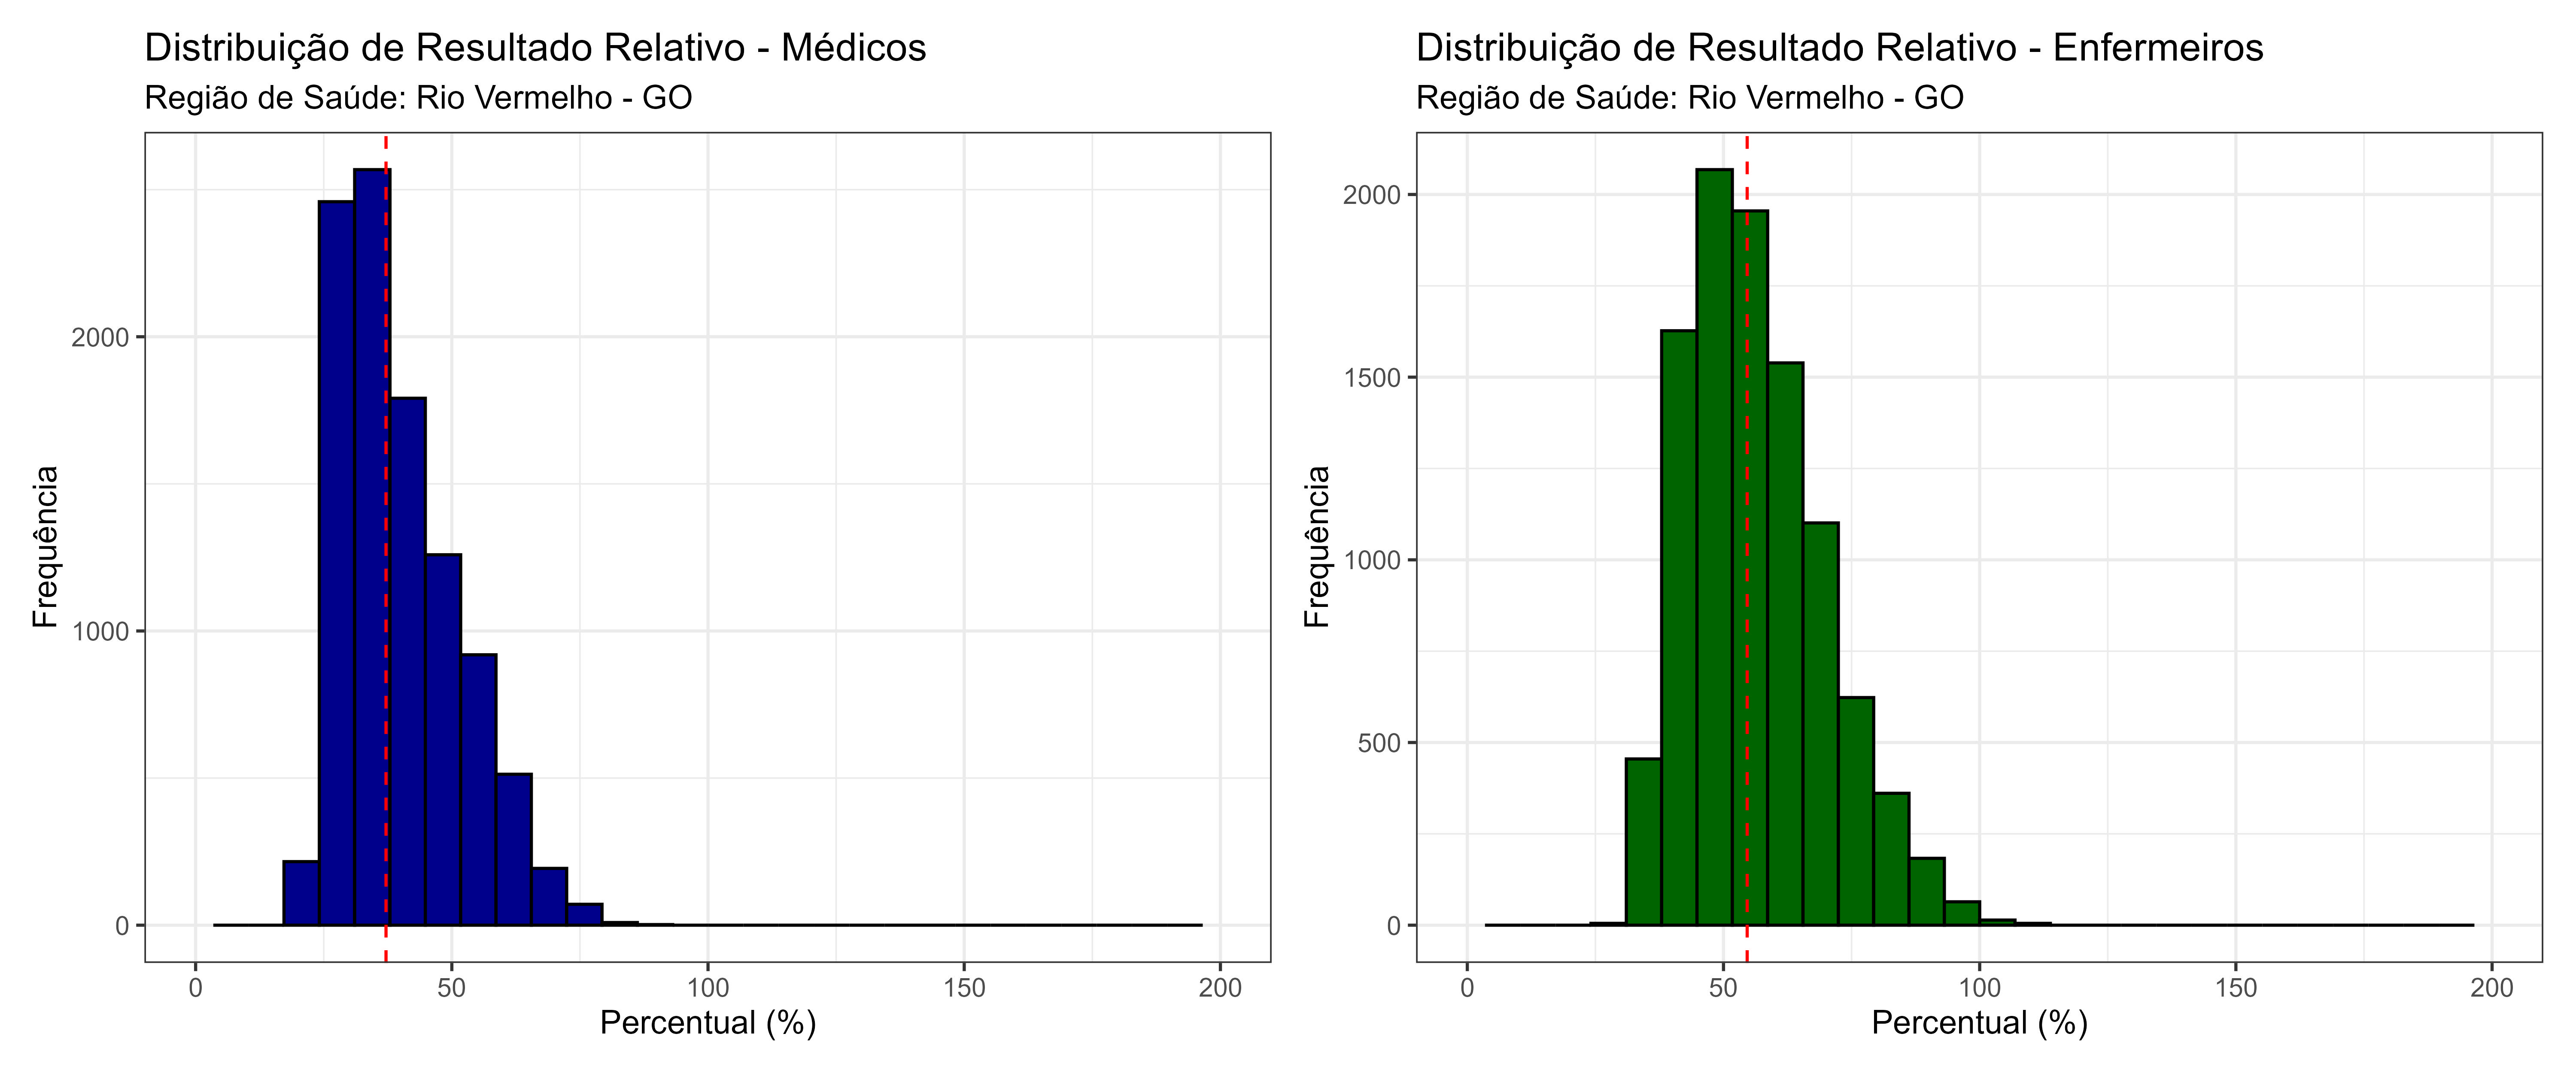 Distribuição de Resultado Relativo - Médicos
Região de Saúde: Rio Vermelho - GO
Frequência
2000
1000
0
0 50 100 150 200
Percentual (%)
Distribuição de Resultado Relativo - Enfermeiros
Região de Saúde: Rio Vermelho - GO
Frequência
2000
1500
1000
500
0
0 50 100 150 200
Percentual (%)